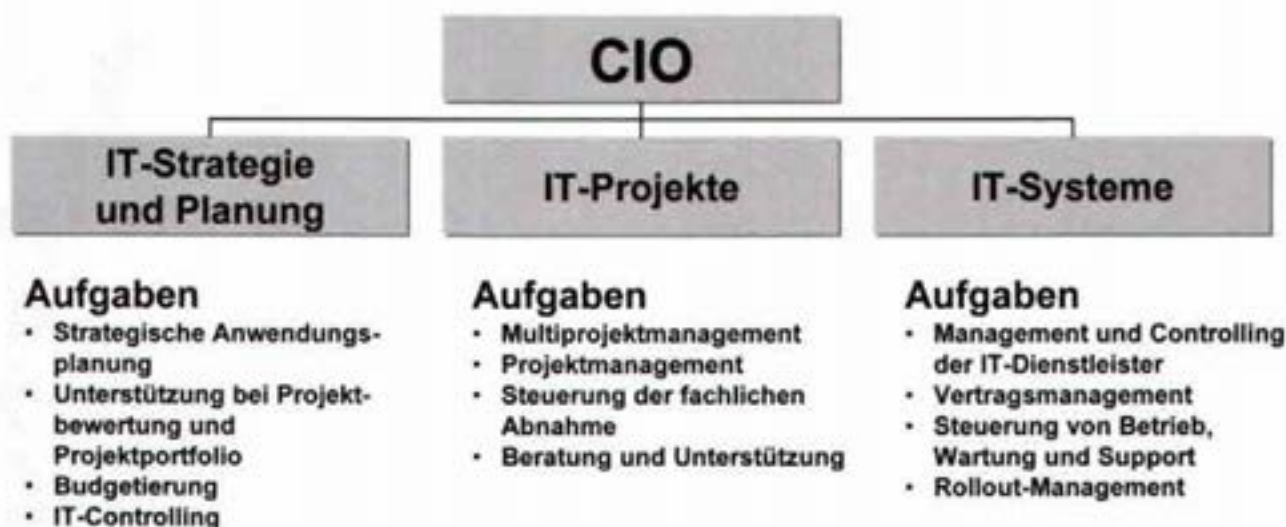 CIO
IT-Strategie
und Planung
IT-Projekte
IT-Systeme
Aufgaben
• Strategische Anwendungs-
planung
• Unterstützung bei Projekt-
bewertung und
Projektportfolio
• Budgetierung
• IT-Controlling
Aufgaben
• Multiprojektmanagement
• Projektmanagement
• Steuerung der fachlichen
Abnahme
• Beratung und Unterstützung
Aufgaben
• Management und Controlling
der IT-Dienstleister
• Vertragsmanagement
• Steuerung von Betrieb,
Wartung und Support
• Rollout-Management